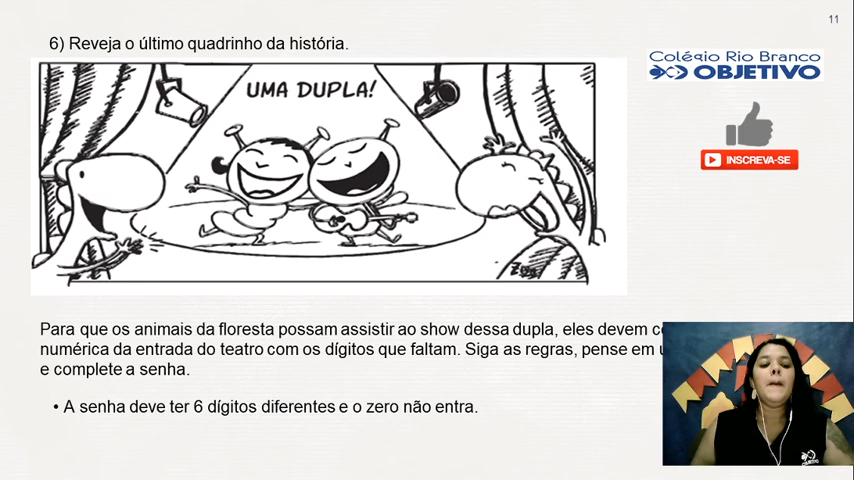 11
6) Reveja o último quadrinho da história.
Colégio Rio Branco
OBJETIVO
UMA DUPLA!
INSCREVA-SE
Para que os animais da floresta possam assistir ao show dessa dupla, eles devem
numérica da entrada do teatro com os dígitos que faltam. Siga as regras, pense em
e complete a senha.
• A senha deve ter 6 dígitos diferentes e o zero não entra.
OBJETIVO